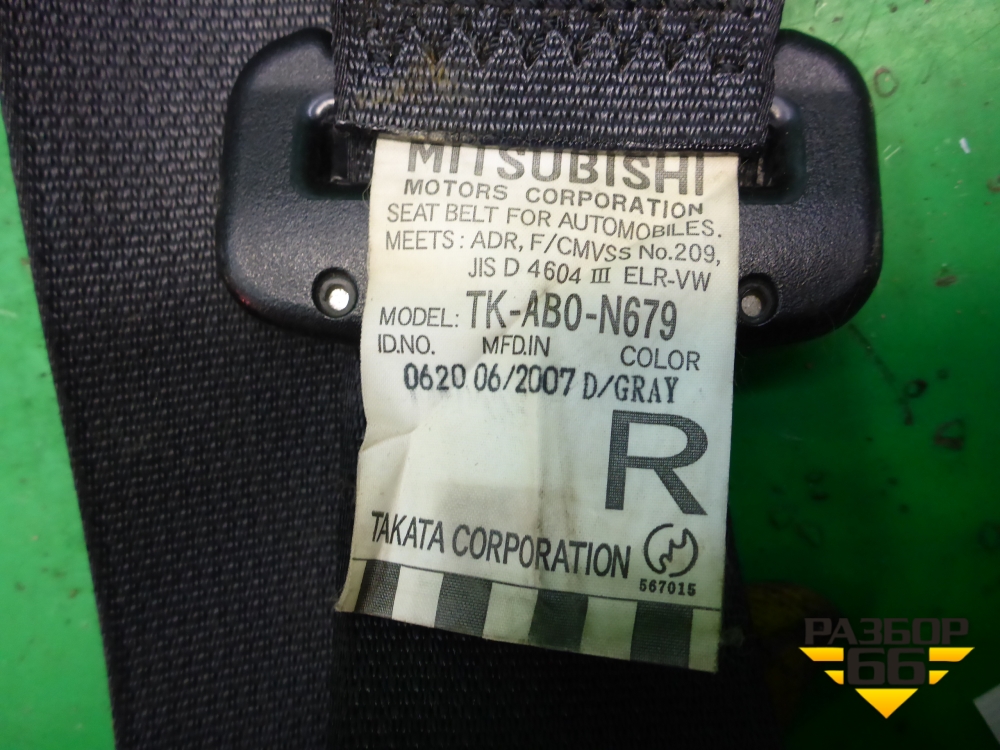 MITSUBISHI
MOTORS CORPORATION
SEAT BELT FOR AUTOMOBILES.
MEETS: ADR, F/CMVSS No.209,
JIS D 4604 III ELR-VW
MODEL: TK-AB0-N679
ID.NO. MFD.IN COLOR
0620 06/2007 D/GRAY
R
TAKATA CORPORATION
567015
РАЗБОР
66